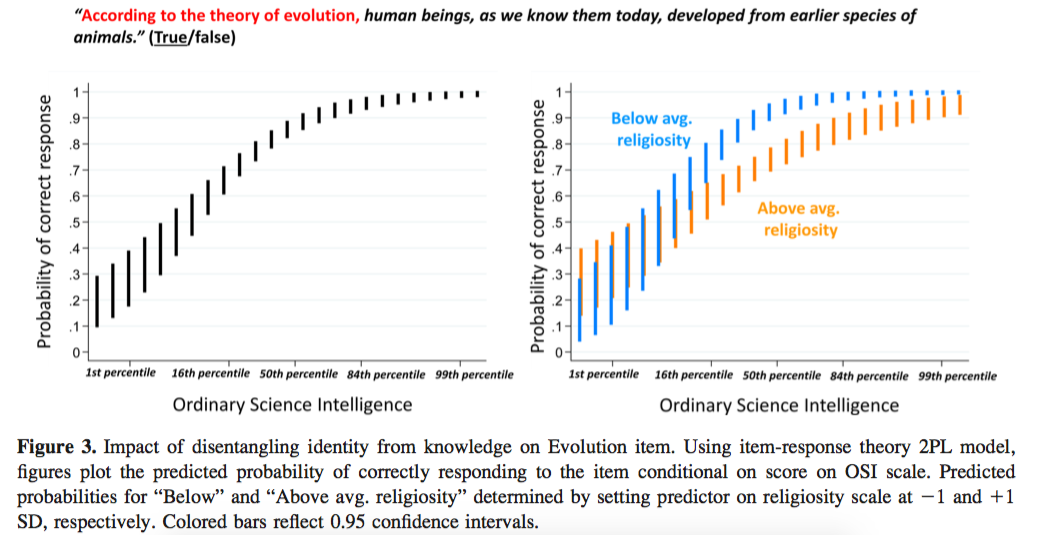 "According to the theory of evolution, human beings, as we know them today, developed from earlier species of
animals." (True/false)
Probability of correct response
1
.9
.8
.7
.6
.5
.4
.3
.2
.1
0
1st percentile 16th percentile 50th percentile 84th percentile 99th percentile
Ordinary Science Intelligence
Probability of correct response
1
.9
.8
.7
.6
.5
.4
.3
.2
.1
0
Below avg.
religiosity
Above avg.
religiosity
1st percentile 16th percentile 50th percentile 84th percentile 99th percentile
Ordinary Science Intelligence
Figure 3. Impact of disentangling identity from knowledge on Evolution item. Using item-response theory 2PL model,
figures plot the predicted probability of correctly responding to the item conditional on score on OSI scale. Predicted
probabilities for “Below” and “Above avg. religiosity” determined by setting predictor on religiosity scale at −1 and +1
SD, respectively. Colored bars reflect 0.95 confidence intervals.